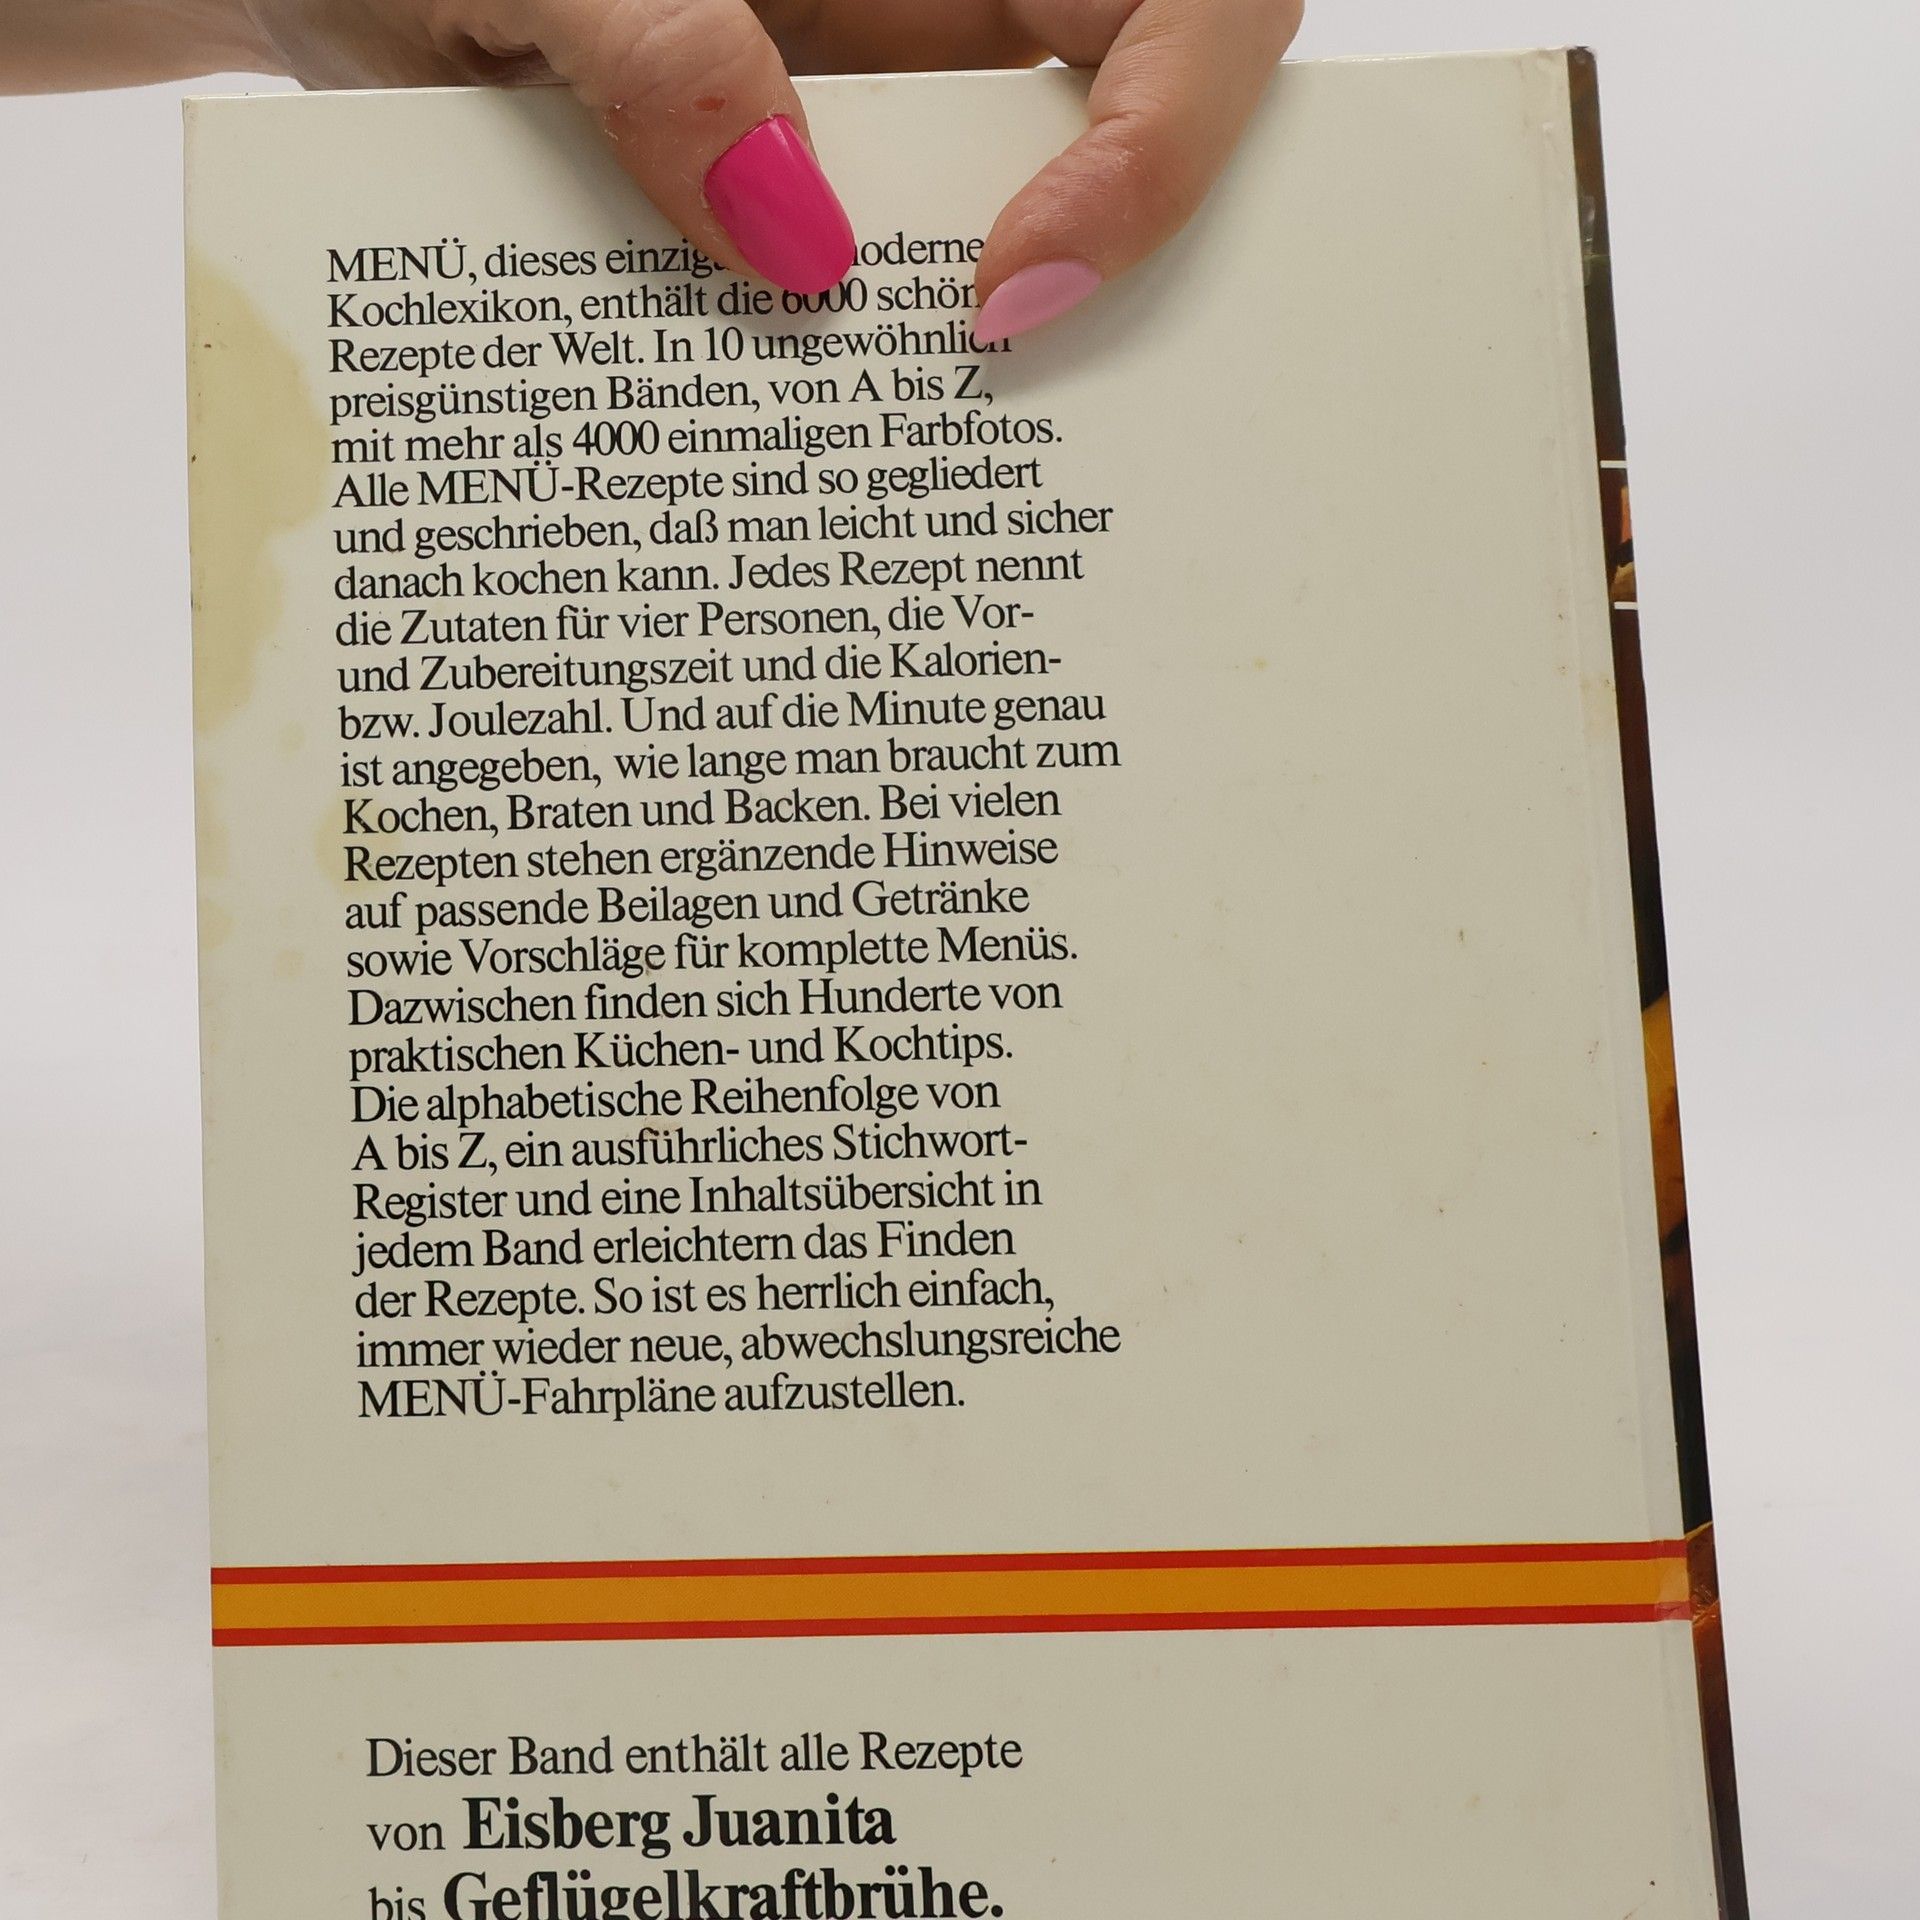 MENÜ, dieses moderne
Kochlexikon, enthält die 6000
Rezepte der Welt. In 10 ungewöhnlich
preisgünstigen Bänden, von A bis Z,
mit mehr als 4000 einmaligen Farbfotos.
Alle MENÜ-Rezepte sind so gegliedert
und geschrieben, daß man leicht und sicher
danach kochen kann. Jedes Rezept nennt
die Zutaten für vier Personen, die Vor-
und Zubereitungszeit und die Kalorien-
bzw. Joulezahl. Und auf die Minute genau
ist angegeben, wie lange man braucht zum
Kochen, Braten und Backen. Bei vielen
Rezepten stehen ergänzende Hinweise
auf passende Beilagen und Getränke
sowie Vorschläge für komplette Menüs.
Dazwischen finden sich Hunderte von
praktischen Küchen- und Kochtips.
Die alphabetische Reihenfolge von
A bis Z, ein ausführliches Stichwort-
Register und eine Inhaltsübersicht in
jedem Band erleichtern das Finden
der Rezepte. So ist es herrlich einfach,
immer wieder neue, abwechslungsreiche
MENÜ-Fahrpläne aufzustellen.
Dieser Band enthält alle Rezepte
von Eisberg Juanita
bis Geflügelkraftbrühe.